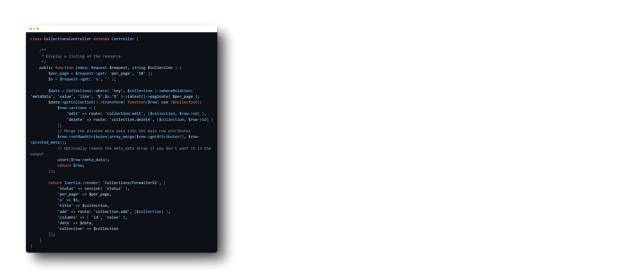 class CollectionsController extends Controller {
/**
* Display a listing of the resource.
*/
public function index( Request $request, string $collection ) {
$per_page = $request->get( 'per_page', '10' );
$s = $request->get( 's', '' );
$data = Collections::where( 'key', $collection )->whereRelation(
'metaData', 'value', 'like', '%'.$s.'%' )->latest()->paginate( $per_page );
$data->getCollection()->transform( function($row) use ($collection){
$row->actions = [
'edit' => route( 'collection.edit', [$collection, $row->id] ),
'delete' => route( 'collection.delete', [$collection, $row->id] )
];
// Merge the pivoted meta data into the main row attributes
$row->setRawAttributes(array_merge($row->getAttributes(), $row-
>pivoted_meta));
// Optionally remove the meta_data array if you don't want it in the
output
unset($row->meta_data);
return $row;
});
return Inertia::render( 'Collections/FormatterV2', [
'status' => session( 'status' ),
'per_page' => $per_page,
's' => $s,
'title' => $collection,
'add' => route( 'collection.add', [$collection] ),
'columns' => [ 'id', 'value' ],
'data' => $data,
'collection' => $collection
]);
}
}